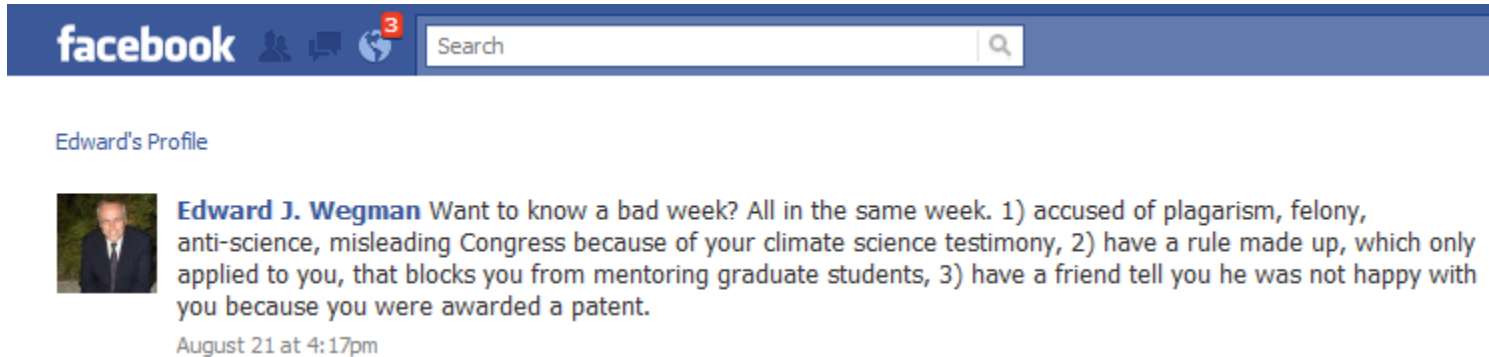 facebook 3 Search
Edward's Profile
Edward J. Wegman Want to know a bad week? All in the same week. 1) accused of plagarism, felony,
anti-science, misleading Congress because of your climate science testimony, 2) have a rule made up, which only
applied to you, that blocks you from mentoring graduate students, 3) have a friend tell you he was not happy with
you because you were awarded a patent.
August 21 at 4:17pm